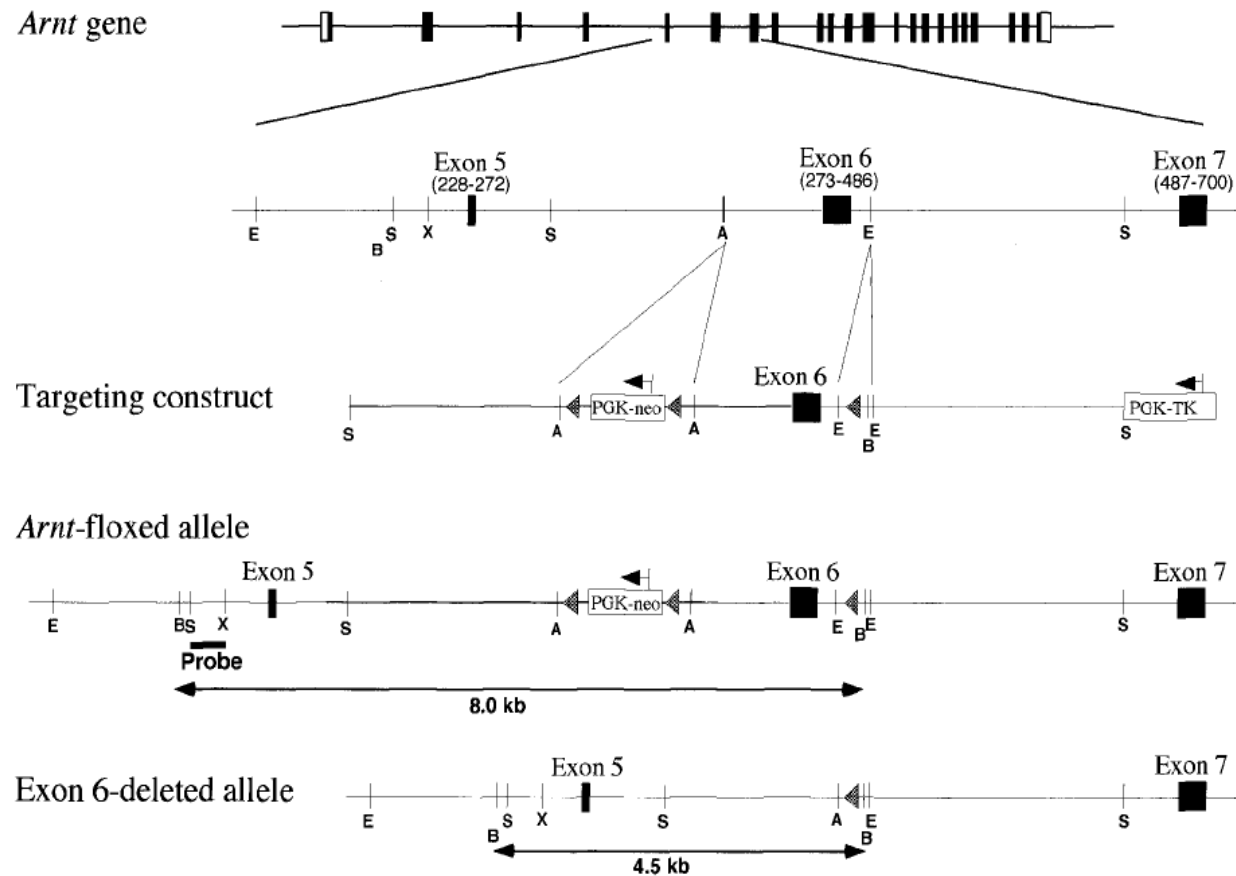 Arnt gene
Exon 5 Exon 6 Exon 7
(228-272) (273-486) (487-700)
E B S X S A E S
Exon 6
Targeting construct PGK-neo PGK-TK
S A A E B E S
Arnt-floxed allele
Exon 5 Exon 6 Exon 7
PGK-neo
E B S X S A A E B E S
Probe
8.0 kb
Exon 5 Exon 7
Exon 6-deleted allele
E B S X S A B E S
4.5 kb